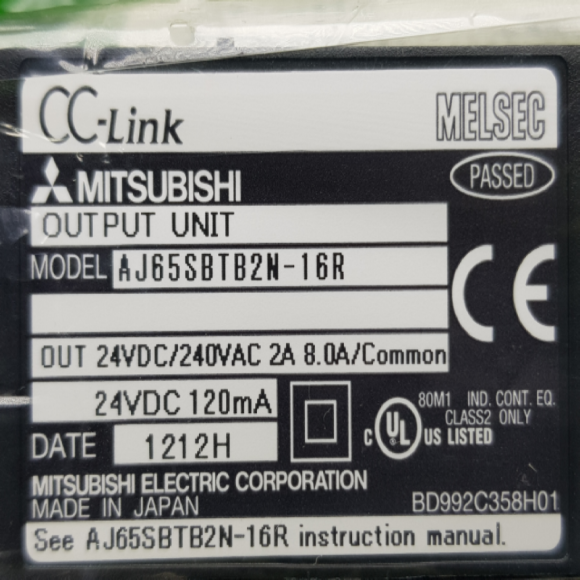 CC-Link MELSEC
MITSUBISHI PASSED
OUTPUT UNIT
MODEL AJ65SBTB2N-16R
CE
OUT 24VDC/240VAC 2A 8.0A/Common
24VDC 120mA
80M1 IND. CONT. EQ.
CLASS2 ONLY
C UL US LISTED
DATE 1212H
MITSUBISHI ELECTRIC CORPORATION
MADE IN JAPAN BD992C358H01
See AJ65SBTB2N-16R instruction manual.